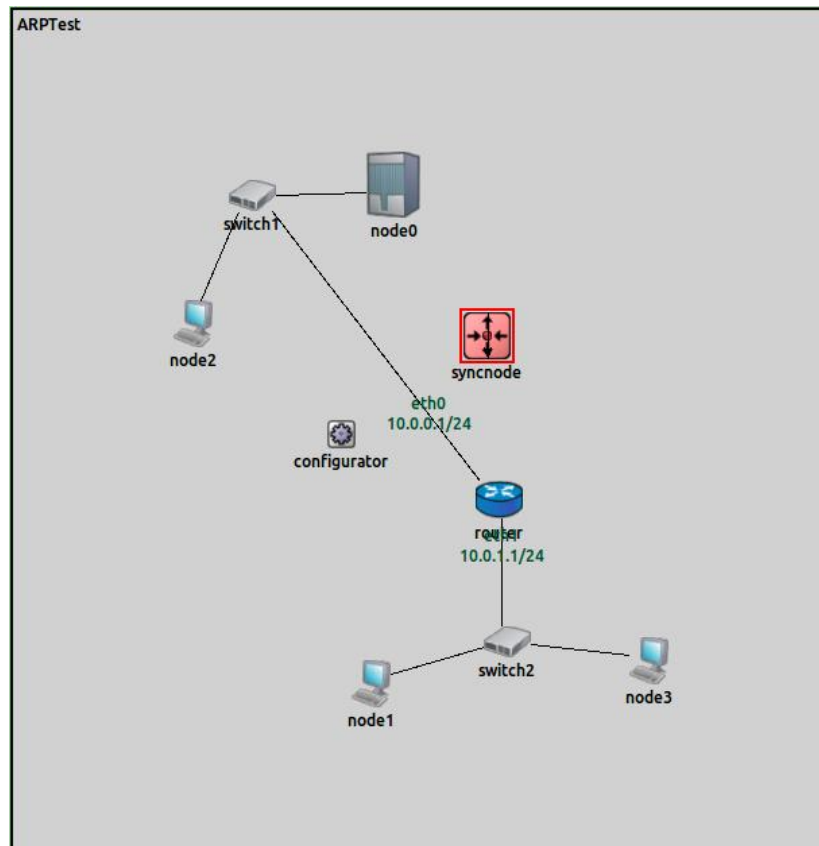 ARPTest
switch1
node0
node2
syncnode
eth0
10.0.0.1/24
configurator
router
eth1
10.0.1.1/24
switch2
node3
node1